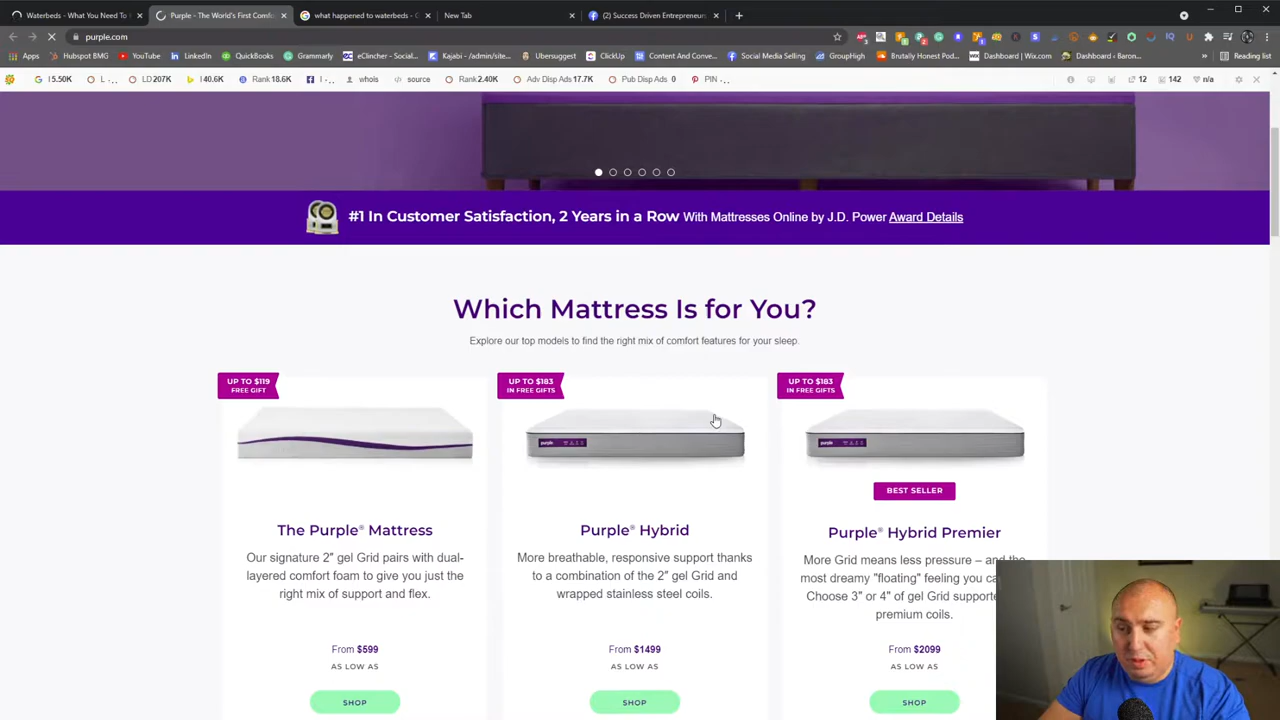 Waterbeds - What You Need To
Purple - The World's First Comfo
what happened to waterbeds - G
New Tab
(2) Success Driven Entrepreneurs
purple.com
Apps
Hubspot BMG
YouTube
LinkedIn
QuickBooks
Grammarly
eClincher - Social...
Kajabi - /admin/site...
Ubersuggest
ClickUp
Content And Conve...
Social Media Selling
GroupHigh
Brutally Honest Pod...
Dashboard | Wix.com
Dashboard ‹ Baron...
Reading list
I 5.50K
L -...
LD 207K
I 40.6K
Rank 18.6K
I -...
whois
source
Rank 2.40K
Adv Disp Ads 17.7K
Pub Disp Ads 0
PIN -...
12
142
n/a
#1 In Customer Satisfaction, 2 Years in a Row With Mattresses Online by J.D. Power Award Details
Which Mattress Is for You?
Explore our top models to find the right mix of comfort features for your sleep.
UP TO $119
FREE GIFT
The Purple® Mattress
Our signature 2" gel Grid pairs with dual-
layered comfort foam to give you just the
right mix of support and flex.
From $599
AS LOW AS
SHOP
UP TO $183
IN FREE GIFTS
purple
Purple® Hybrid
More breathable, responsive support thanks
to a combination of the 2" gel Grid and
wrapped stainless steel coils.
From $1499
AS LOW AS
SHOP
UP TO $183
IN FREE GIFTS
purple
BEST SELLER
Purple® Hybrid Premier
More Grid means less pressure – and the
most dreamy "floating" feeling you ca
Choose 3" or 4" of gel Grid supporte
premium coils.
From $2099
AS LOW AS
SHOP